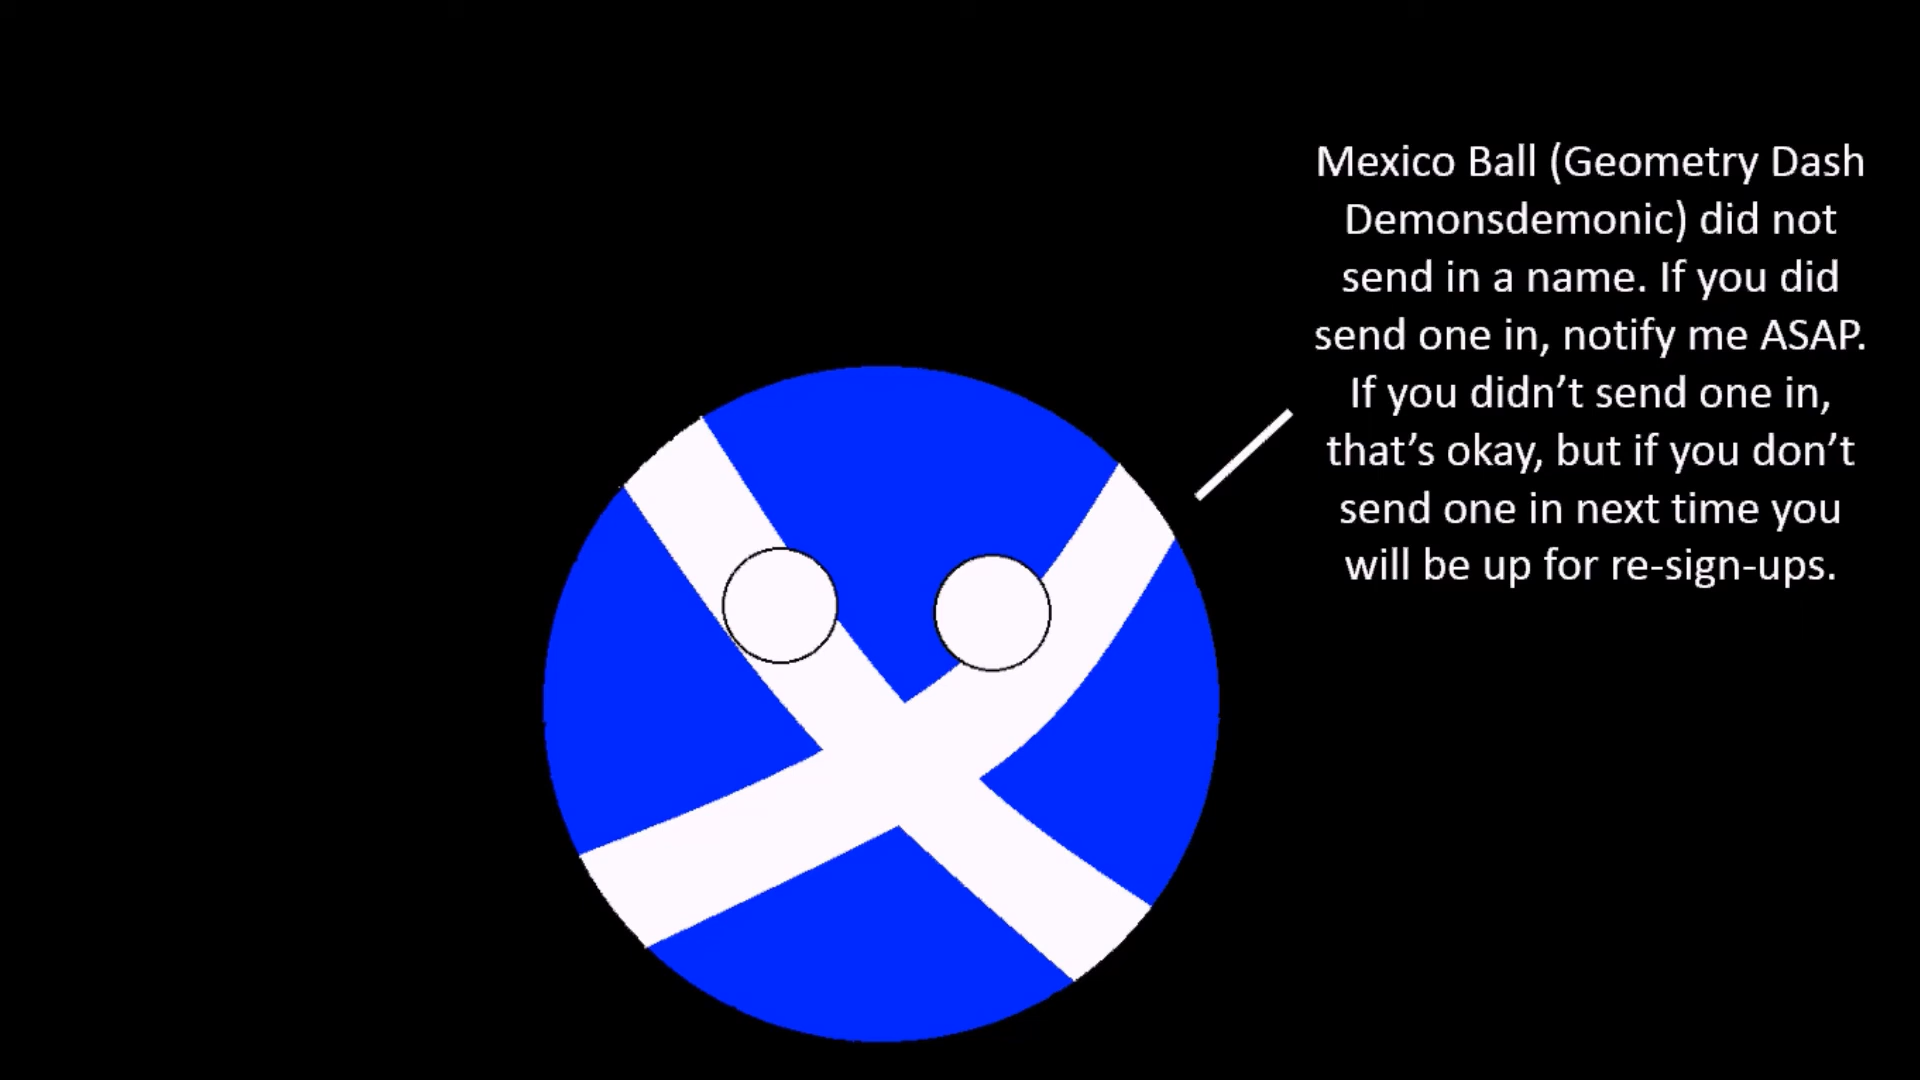 Mexico Ball (Geometry Dash
Demonsdemonic) did not
send in a name. If you did
send one in, notify me ASAP.
If you didn’t send one in,
that’s okay, but if you don’t
send one in next time you
will be up for re-sign-ups.